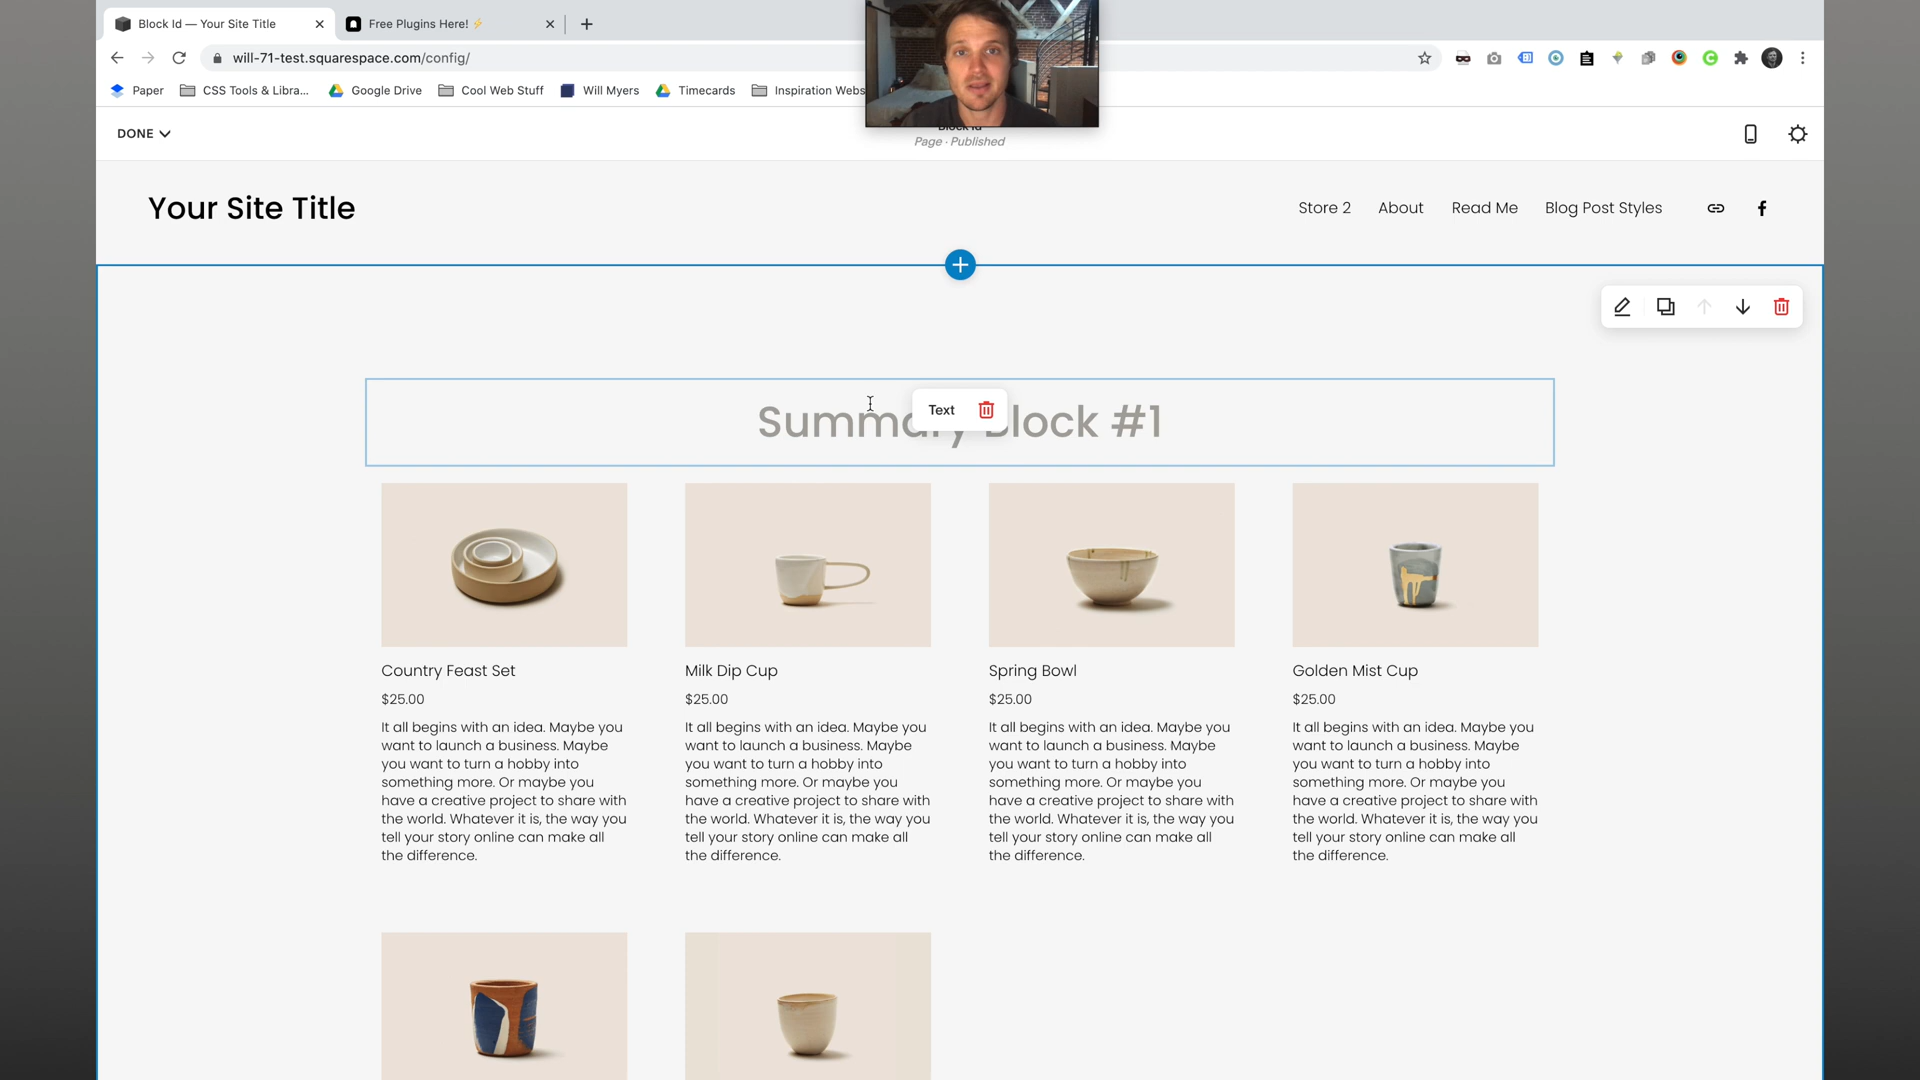 Block Id — Your Site Title
Free Plugins Here! ⚡
will-71-test.squarespace.com/config/
Paper
CSS Tools & Libra...
Google Drive
Cool Web Stuff
Will Myers
Timecards
Inspiration Webs
DONE
Block Id
Page · Published
Your Site Title
Store 2
About
Read Me
Blog Post Styles
Text
Summary Block #1
Country Feast Set
$25.00
It all begins with an idea. Maybe you
want to launch a business. Maybe
you want to turn a hobby into
something more. Or maybe you
have a creative project to share with
the world. Whatever it is, the way you
tell your story online can make all
the difference.
Milk Dip Cup
$25.00
It all begins with an idea. Maybe you
want to launch a business. Maybe
you want to turn a hobby into
something more. Or maybe you
have a creative project to share with
the world. Whatever it is, the way you
tell your story online can make all
the difference.
Spring Bowl
$25.00
It all begins with an idea. Maybe you
want to launch a business. Maybe
you want to turn a hobby into
something more. Or maybe you
have a creative project to share with
the world. Whatever it is, the way you
tell your story online can make all
the difference.
Golden Mist Cup
$25.00
It all begins with an idea. Maybe you
want to launch a business. Maybe
you want to turn a hobby into
something more. Or maybe you
have a creative project to share with
the world. Whatever it is, the way you
tell your story online can make all
the difference.